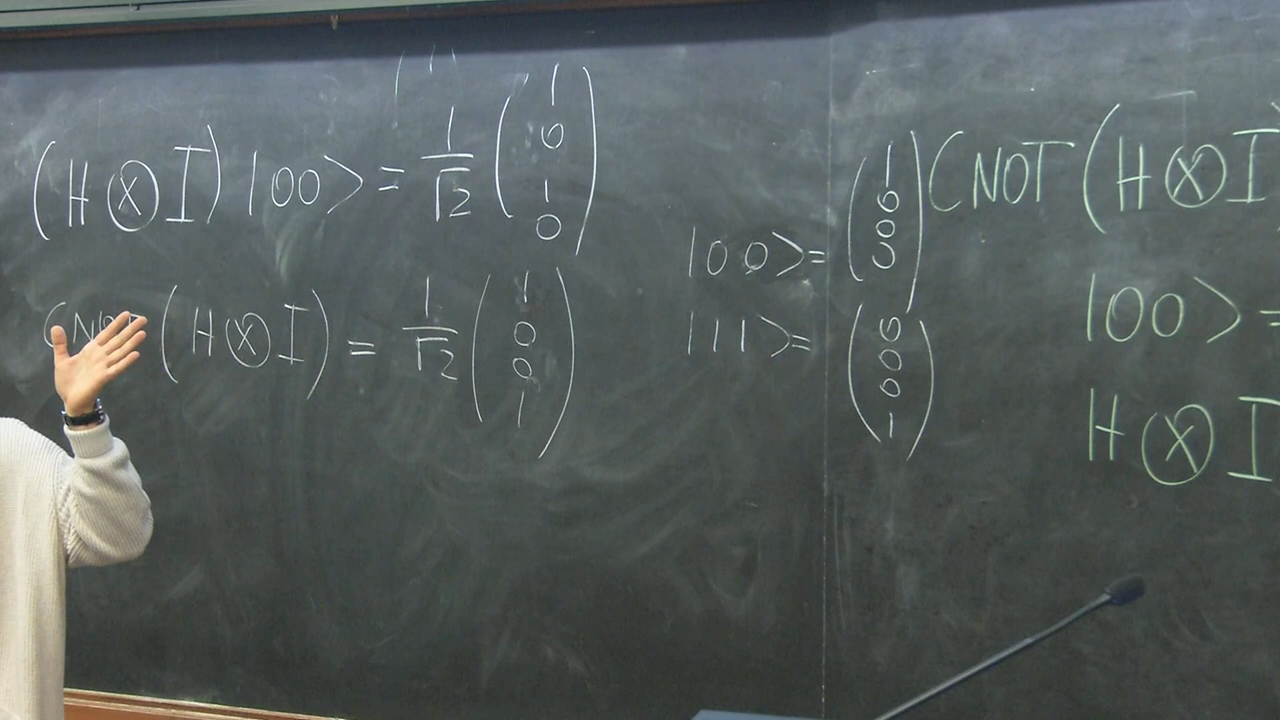 (H ⊗ I) |00> = 1/√2 (1 0 1 0)
CNOT (H ⊗ I) = 1/√2 (1 0 0 1)
|00> = (1 0 0 0)
|11> = (0 0 0 1)
CNOT (H ⊗ I
|00> =
H ⊗ I